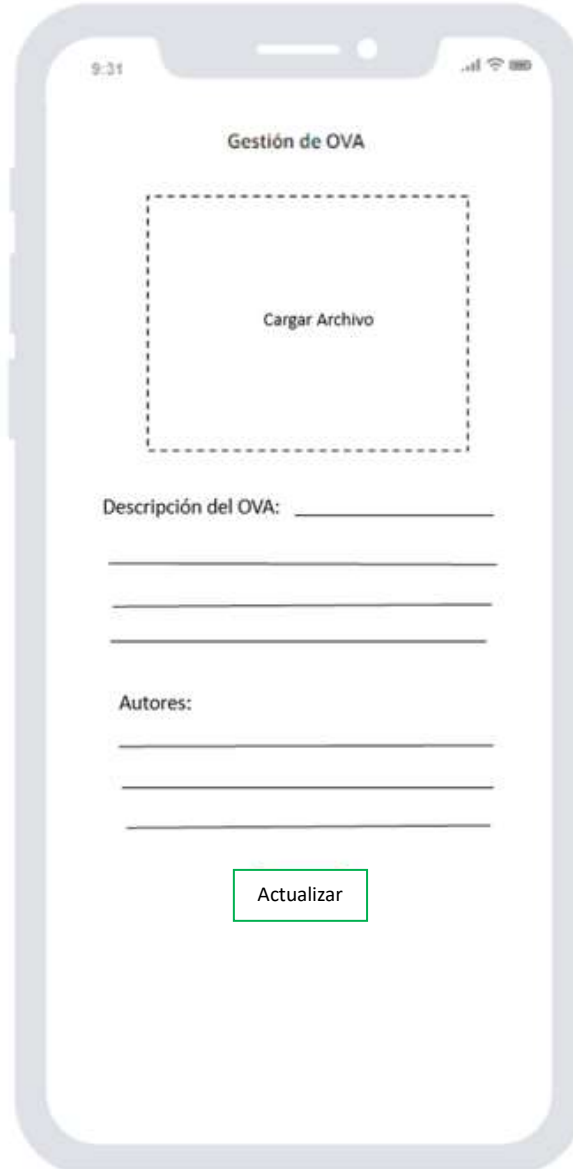 9:31
Gestión de OVA
Cargar Archivo
Descripción del OVA:
Autores:
Actualizar